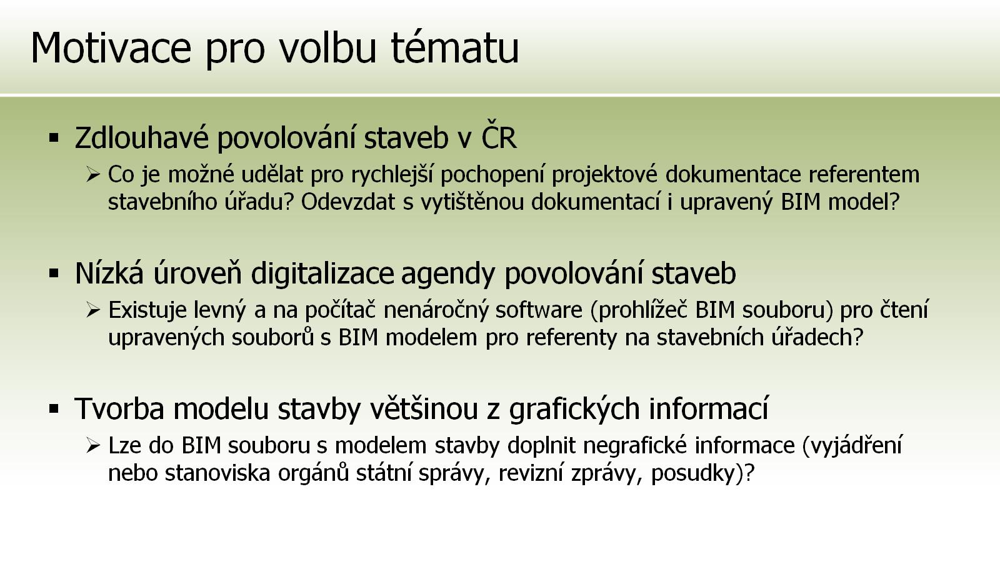 Motivace pro volbu tématu
▪ Zdlouhavé povolování staveb v ČR
➢ Co je možné udělat pro rychlejší pochopení projektové dokumentace referentem
stavebního úřadu? Odevzdat s vytištěnou dokumentací i upravený BIM model?
▪ Nízká úroveň digitalizace agendy povolování staveb
➢ Existuje levný a na počítač nenáročný software (prohlížeč BIM souboru) pro čtení
upravených souborů s BIM modelem pro referenty na stavebních úřadech?
▪ Tvorba modelu stavby většinou z grafických informací
➢ Lze do BIM souboru s modelem stavby doplnit negrafické informace (vyjádření
nebo stanoviska orgánů státní správy, revizní zprávy, posudky)?